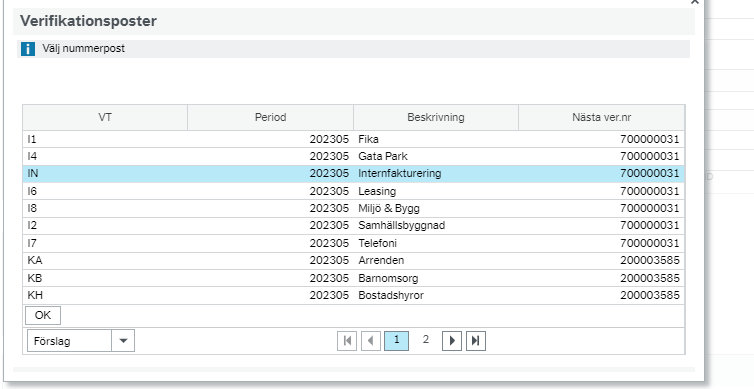 Verifikationsposter
i Välj nummerpost
VT Period Beskrivning Nästa ver.nr
I1 202305 Fika 700000031
I4 202305 Gata Park 700000031
IN 202305 Internfakturering 700000031
I6 202305 Leasing 700000031
I8 202305 Miljö & Bygg 700000031
I2 202305 Samhällsbyggnad 700000031
I7 202305 Telefoni 700000031
KA 202305 Arrenden 200003585
KB 202305 Barnomsorg 200003585
KH 202305 Bostadshyror 200003585
OK
Förslag 1 2